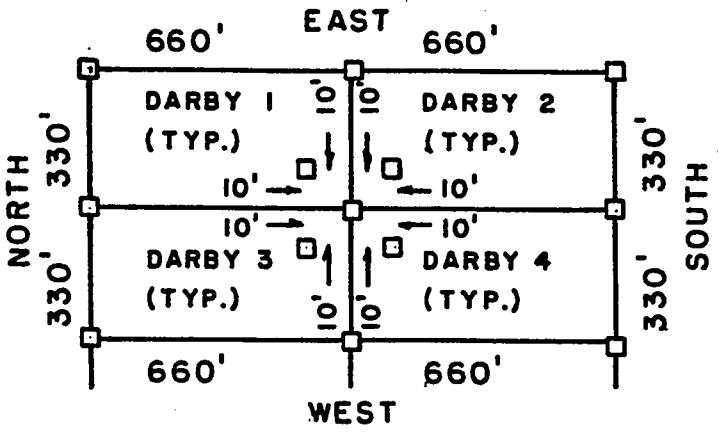 EAST
660' 660'
10' 10'
DARBY 1 DARBY 2
(TYP.) (TYP.)
330' 330'
10' 10'
NORTH SOUTH
10' 10'
DARBY 3 DARBY 4
(TYP.) (TYP.)
330' 330'
10' 10'
660' 660'
WEST